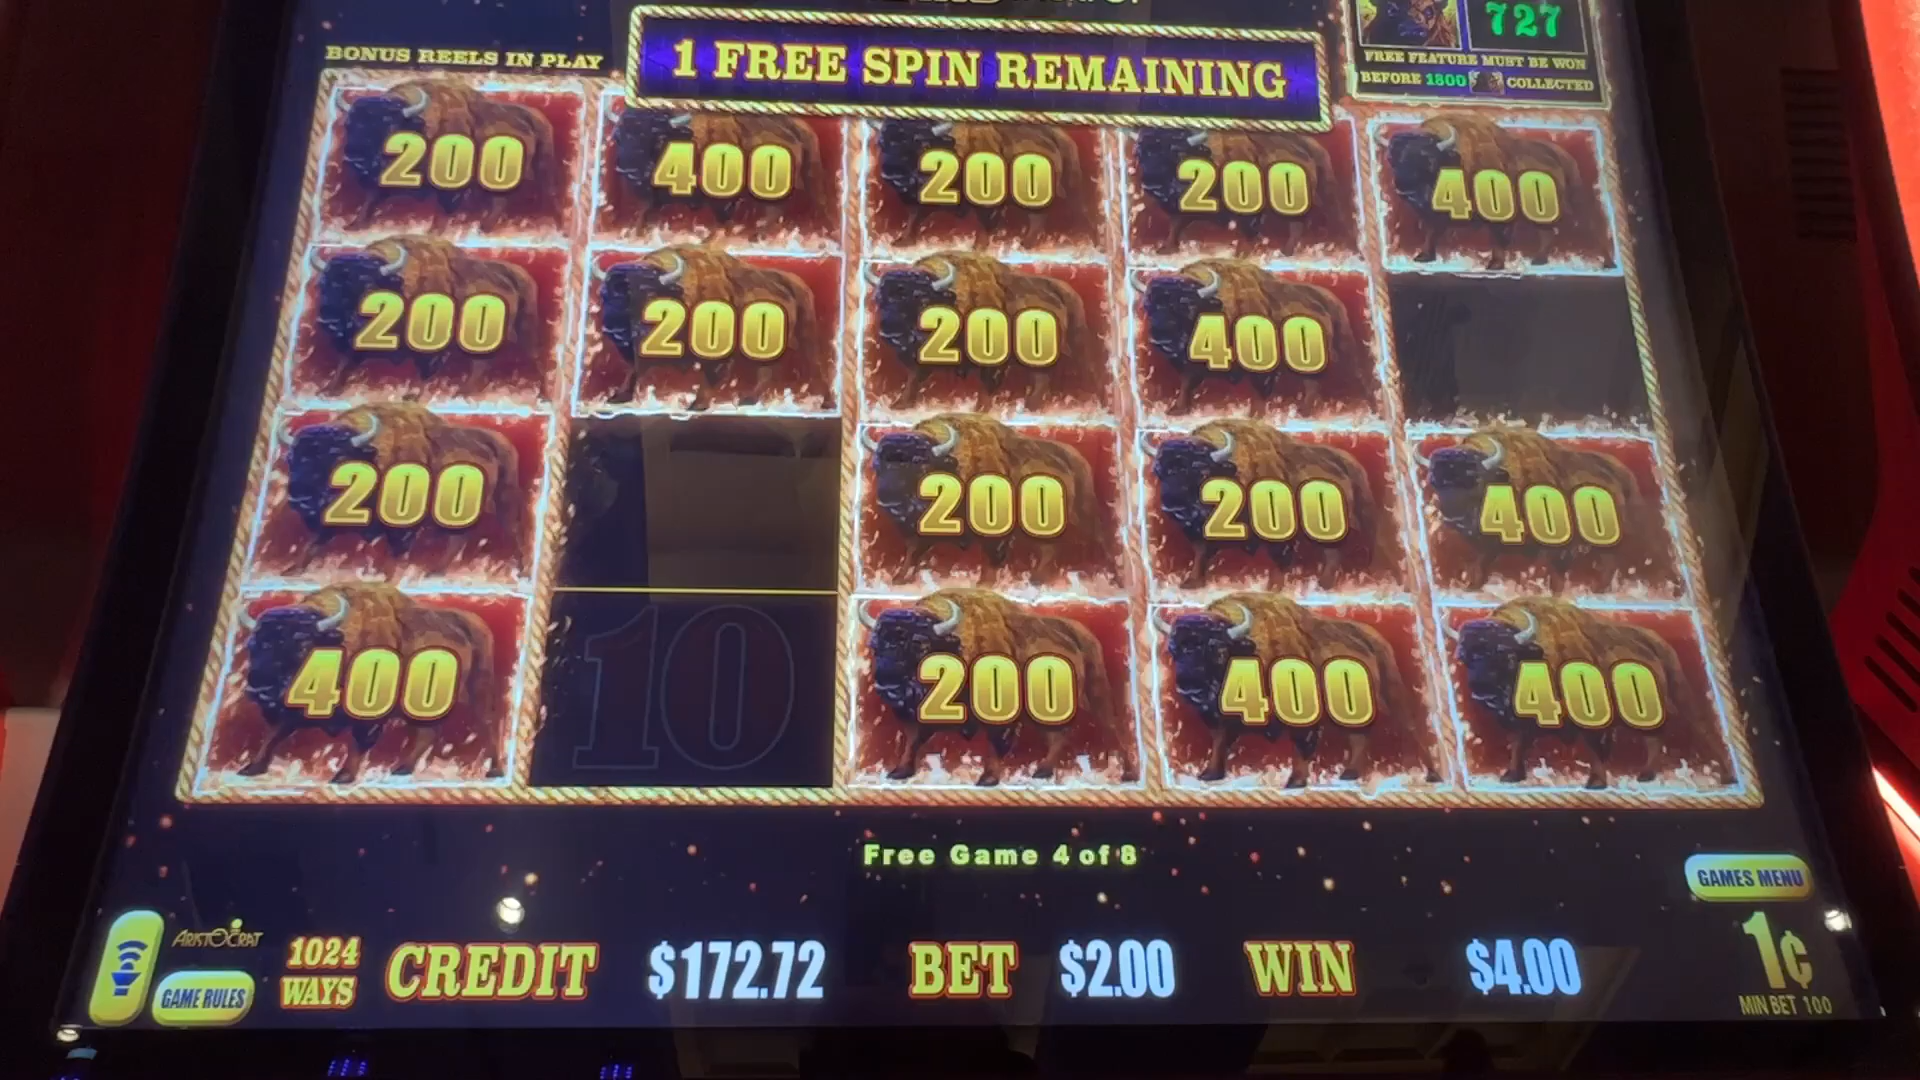 727
FREE FEATURE MUST BE WON
BEFORE 1800 COLLECTED
BONUS REELS IN PLAY
1 FREE SPIN REMAINING
200 400 200 200 400
200 200 200 400
200 200 200 400
400 10 200 400 400
Free Game 4 of 8
GAMES MENU
ARISTOCRAT
GAME RULES
1024
WAYS
CREDIT $172.72 BET $2.00 WIN $4.00
1¢
MIN BET 100